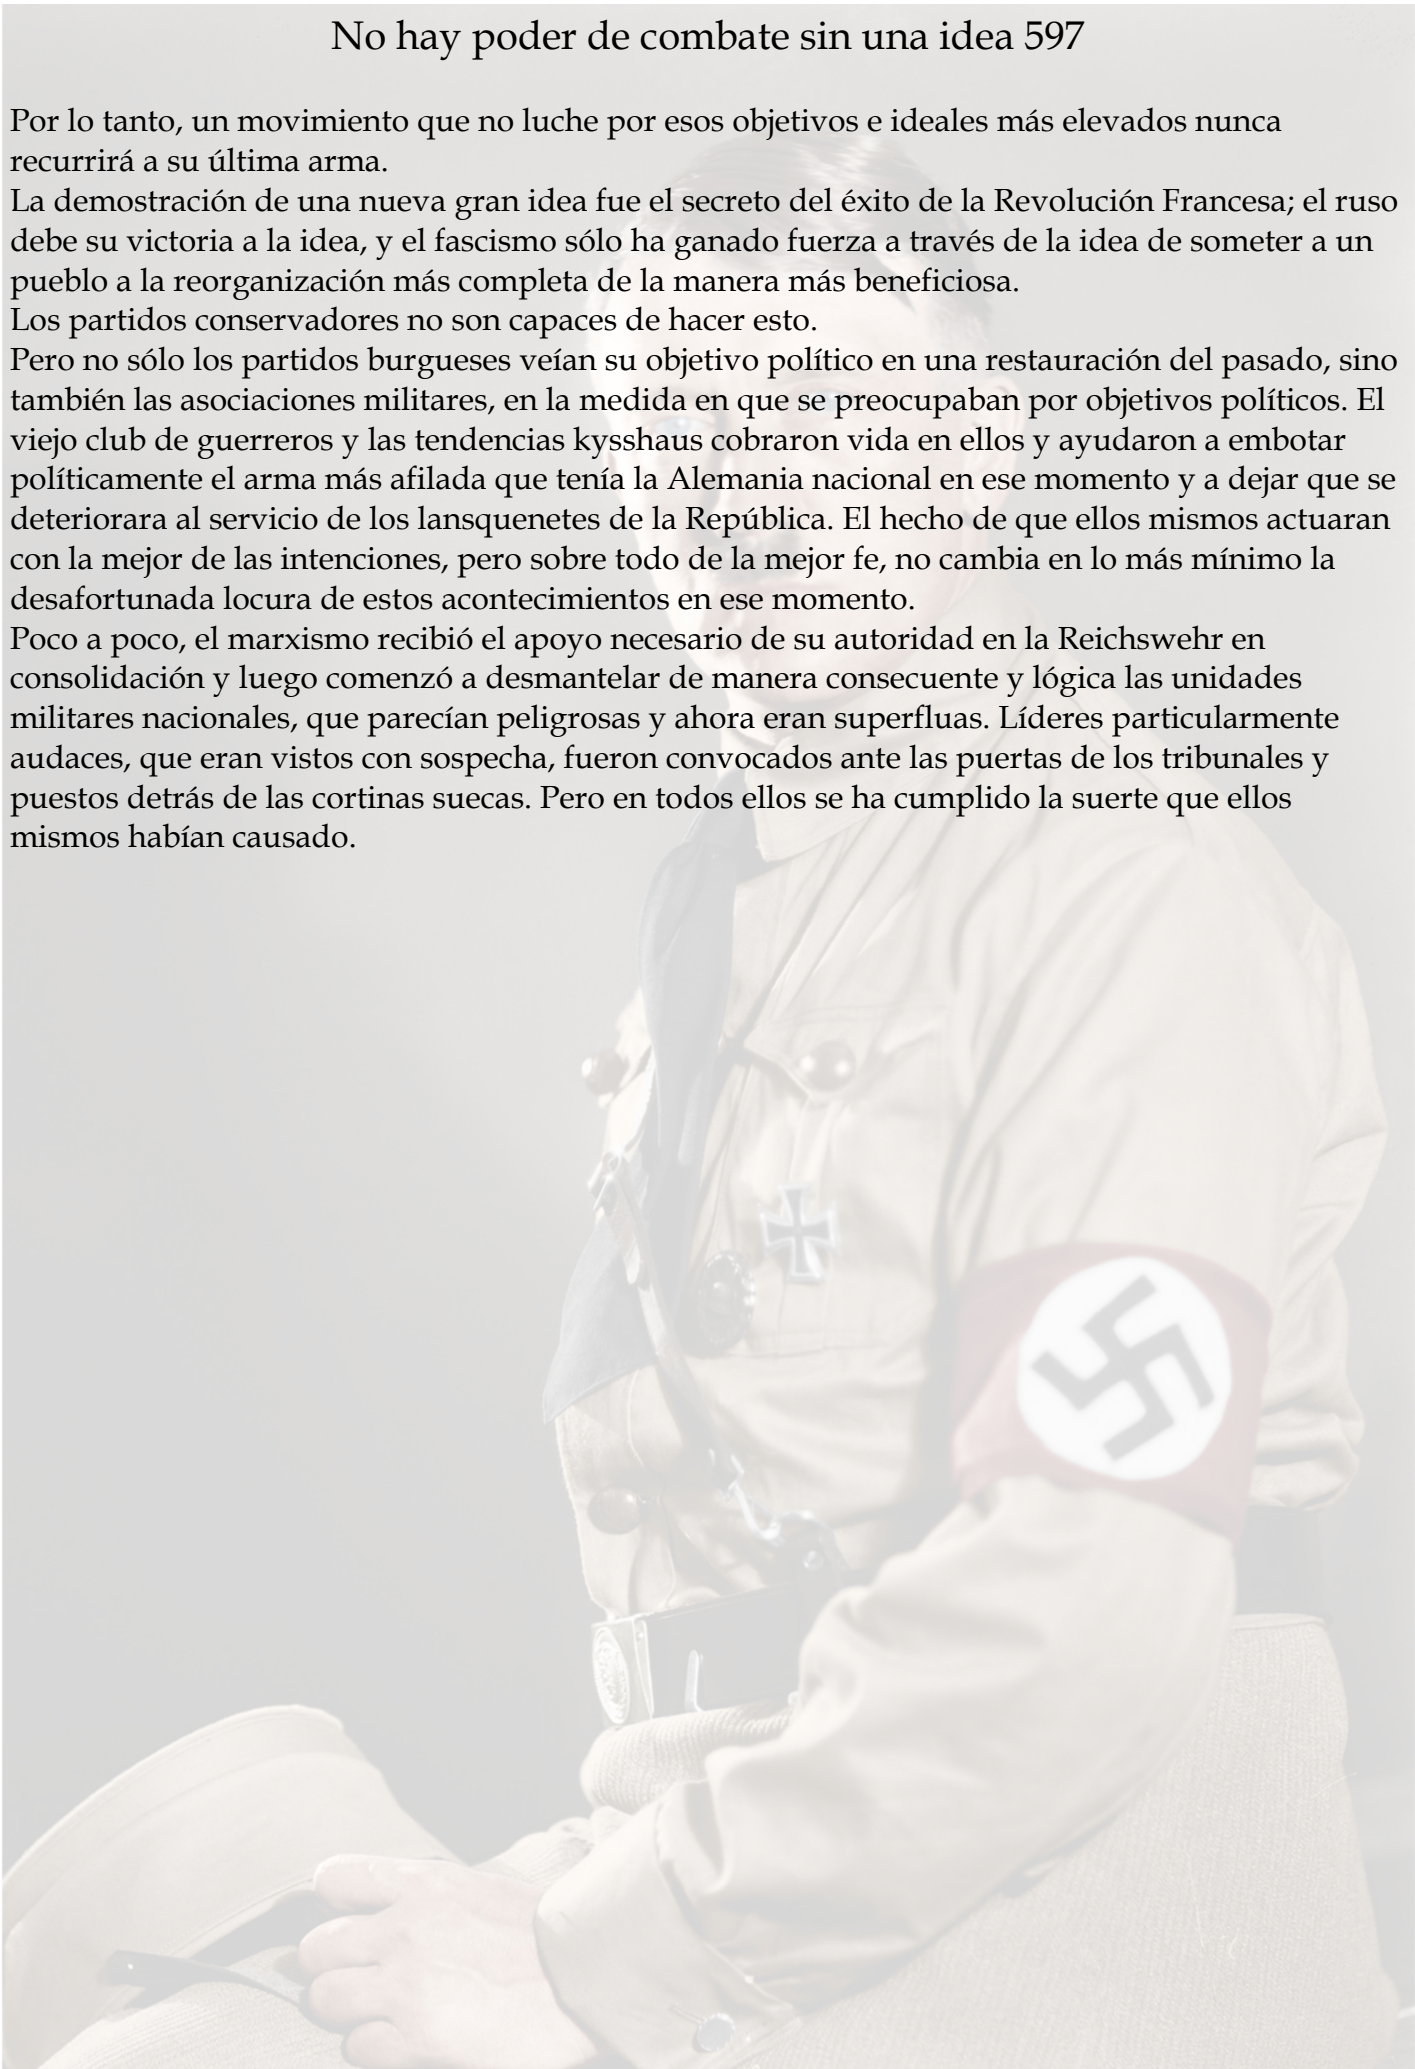 No hay poder de combate sin una idea 597
Por lo tanto, un movimiento que no luche por esos objetivos e ideales más elevados nunca
recurrirá a su última arma.
La demostración de una nueva gran idea fue el secreto del éxito de la Revolución Francesa; el ruso
debe su victoria a la idea, y el fascismo sólo ha ganado fuerza a través de la idea de someter a un
pueblo a la reorganización más completa de la manera más beneficiosa.
Los partidos conservadores no son capaces de hacer esto.
Pero no sólo los partidos burgueses veían su objetivo político en una restauración del pasado, sino
también las asociaciones militares, en la medida en que se preocupaban por objetivos políticos. El
viejo club de guerreros y las tendencias kysshaus cobraron vida en ellos y ayudaron a embotar
políticamente el arma más afilada que tenía la Alemania nacional en ese momento y a dejar que se
deteriorara al servicio de los lansquenetes de la República. El hecho de que ellos mismos actuaran
con la mejor de las intenciones, pero sobre todo de la mejor fe, no cambia en lo más mínimo la
desafortunada locura de estos acontecimientos en ese momento.
Poco a poco, el marxismo recibió el apoyo necesario de su autoridad en la Reichswehr en
consolidación y luego comenzó a desmantelar de manera consecuente y lógica las unidades
militares nacionales, que parecían peligrosas y ahora eran superfluas. Líderes particularmente
audaces, que eran vistos con sospecha, fueron convocados ante las puertas de los tribunales y
puestos detrás de las cortinas suecas. Pero en todos ellos se ha cumplido la suerte que ellos
mismos habían causado.